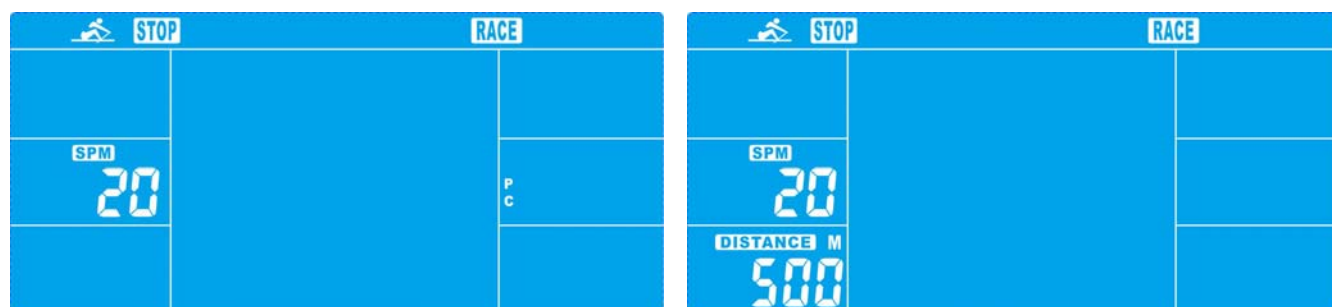 STOP RACE
SPM
20
P
C
STOP RACE
SPM
20
DISTANCE M
500